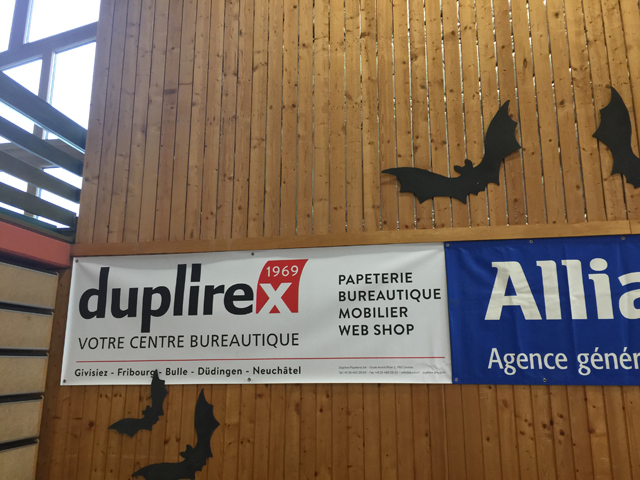 duplirex
1969
VOTRE CENTRE BUREAUTIQUE
PAPETERIE
BUREAUTIQUE
MOBILIER
WEB SHOP
Givisiez - Fribourg - Bulle - Düdingen - Neuchâtel
Allia
Agence génér